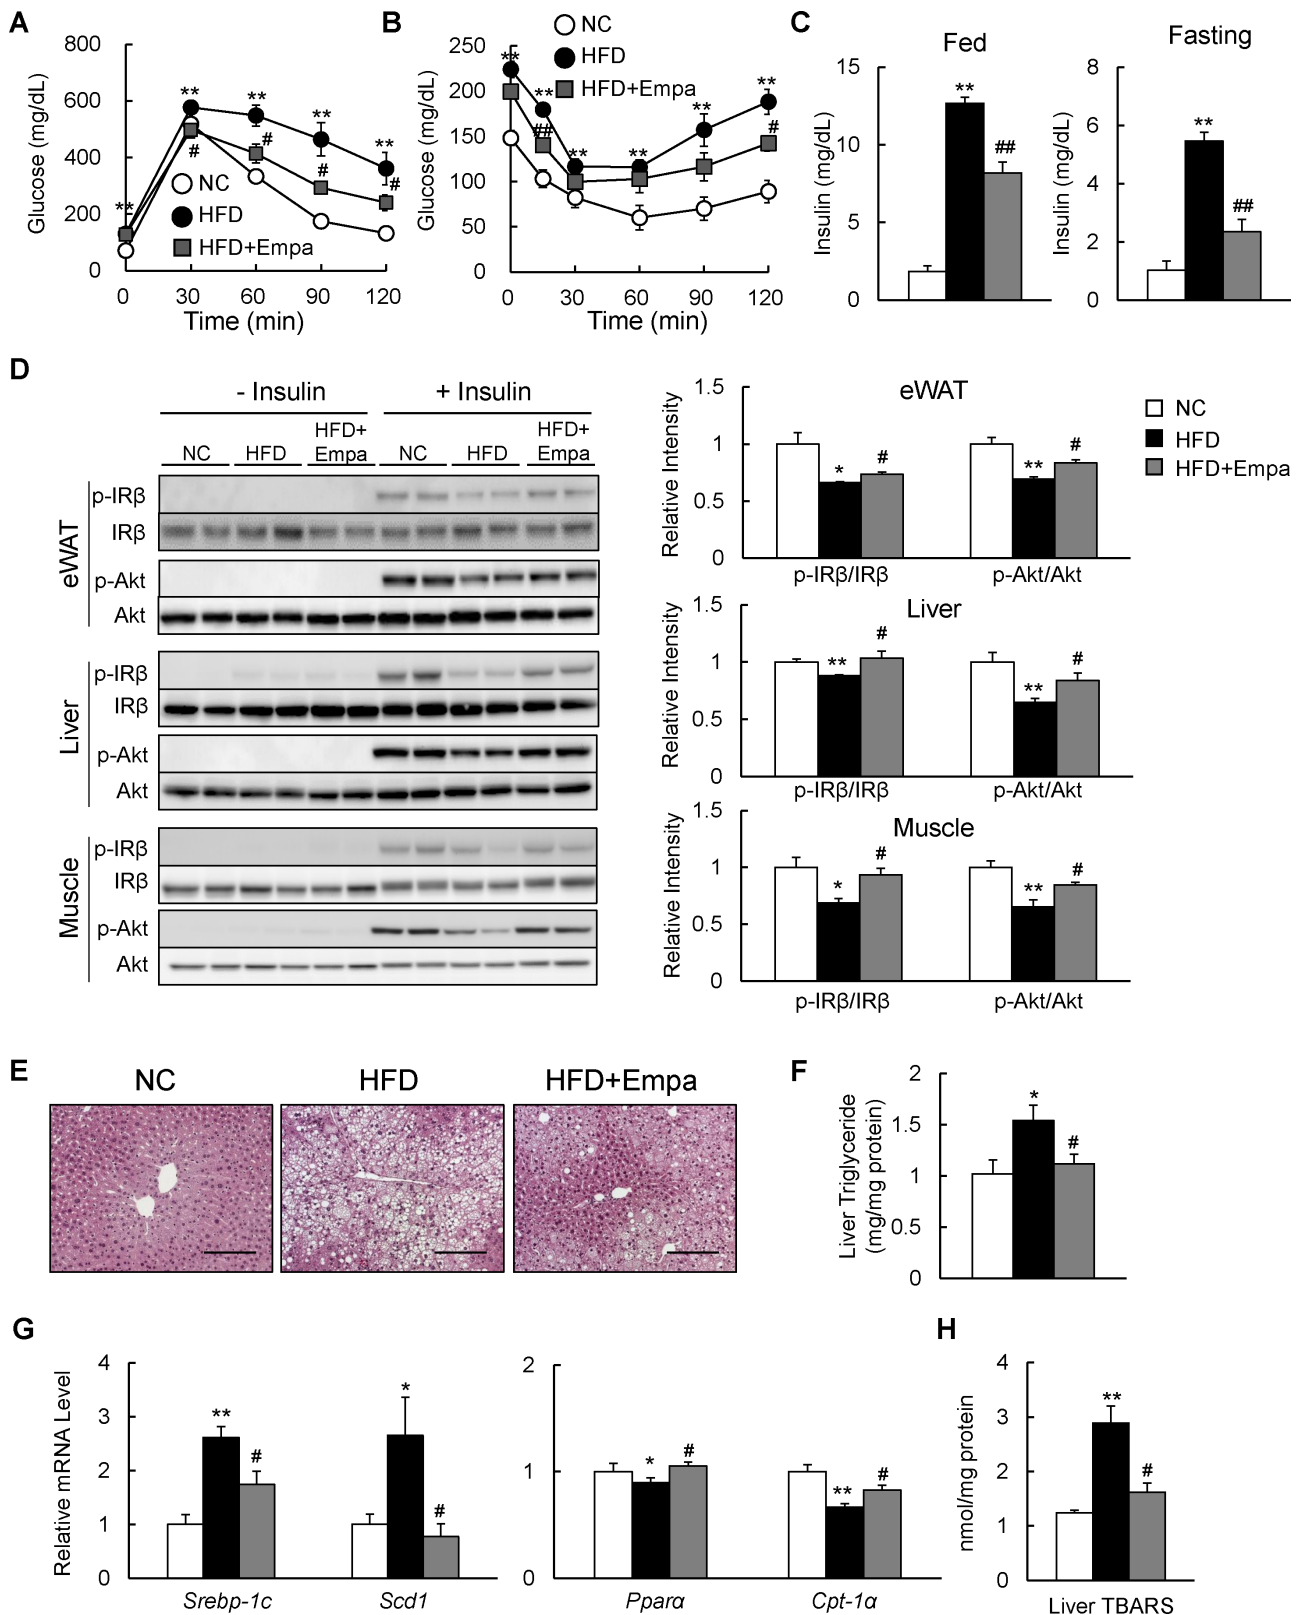 A
Glucose (mg/dL)
800
600
400
200
0
0
30
60
90
120
Time (min)
**
**
**
**
**
#
#
#
#
NC
HFD
HFD+Empa
B
Glucose (mg/dL)
250
200
150
100
50
0
0
30
60
90
120
Time (min)
NC
HFD
HFD+Empa
**
**
##
**
**
**
**
#
C
Fed
Insulin (mg/dL)
15
10
5
0
**
##
Fasting
Insulin (mg/dL)
8
6
4
2
0
**
##
D
- Insulin
+ Insulin
NC
HFD
HFD+
Empa
NC
HFD
HFD+
Empa
eWAT
p-IRβ
IRβ
p-Akt
Akt
Liver
p-IRβ
IRβ
p-Akt
Akt
Muscle
p-IRβ
IRβ
p-Akt
Akt
eWAT
Relative Intensity
1.5
1
0.5
0
*
#
**
#
p-IRβ/IRβ
p-Akt/Akt
NC
HFD
HFD+Empa
Liver
Relative Intensity
1.5
1
0.5
0
**
#
**
#
p-IRβ/IRβ
p-Akt/Akt
Muscle
Relative Intensity
1.5
1
0.5
0
*
#
**
#
p-IRβ/IRβ
p-Akt/Akt
E
NC
HFD
HFD+Empa
F
Liver Triglyceride
(mg/mg protein)
2
1.5
1
0.5
0
*
#
G
Relative mRNA Level
4
3
2
1
0
**
#
*
#
Srebp-1c
Scd1
2
1
0
*
#
**
#
Pparα
Cpt-1α
H
nmol/mg protein
4
3
2
1
0
**
#
Liver TBARS